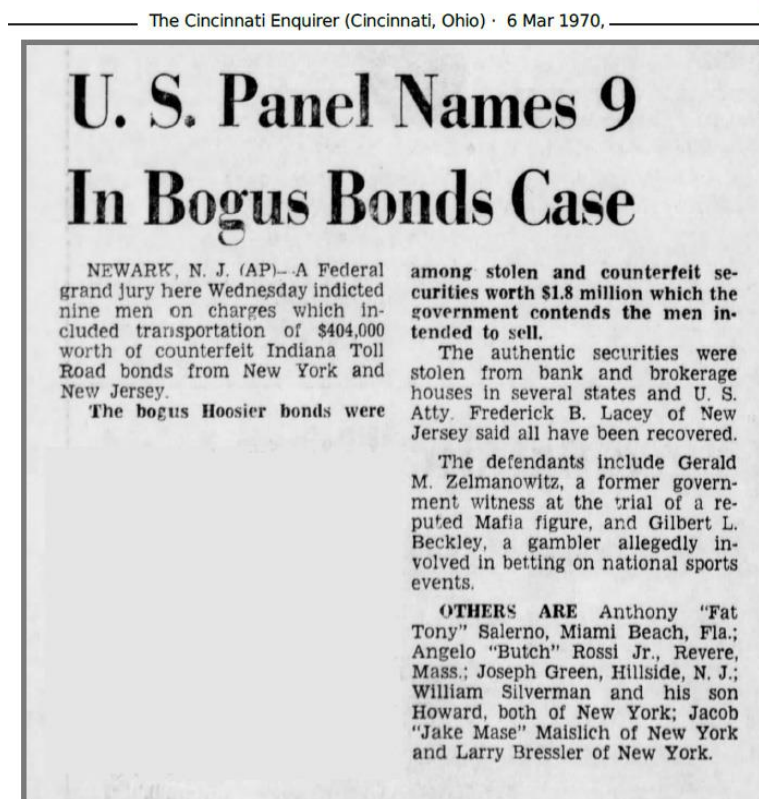 The Cincinnati Enquirer (Cincinnati, Ohio) · 6 Mar 1970,
U. S. Panel Names 9
In Bogus Bonds Case
NEWARK, N. J. (AP)—A Federal
grand jury here Wednesday indicted
nine men on charges which in-
cluded transportation of $404,000
worth of counterfeit Indiana Toll
Road bonds from New York and
New Jersey.
The bogus Hoosier bonds were
among stolen and counterfeit se-
curities worth $1.8 million which the
government contends the men in-
tended to sell.
The authentic securities were
stolen from bank and brokerage
houses in several states and U. S.
Atty. Frederick B. Lacey of New
Jersey said all have been recovered.
The defendants include Gerald
M. Zelmanowitz, a former govern-
ment witness at the trial of a re-
puted Mafia figure, and Gilbert L.
Beckley, a gambler allegedly in-
volved in betting on national sports
events.
OTHERS ARE Anthony "Fat
Tony" Salerno, Miami Beach, Fla.;
Angelo "Butch" Rossi Jr., Revere,
Mass.; Joseph Green, Hillside, N. J.;
William Silverman and his son
Howard, both of New York; Jacob
"Jake Mase" Maislich of New York
and Larry Bressler of New York.